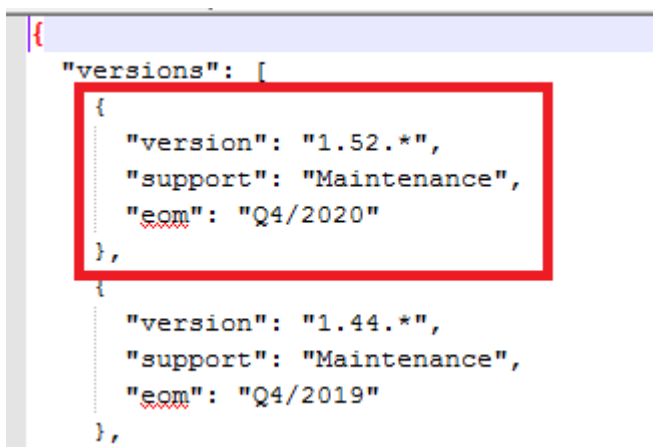 {
"versions": [
{
"version": "1.52.*",
"support": "Maintenance",
"eom": "Q4/2020"
},
{
"version": "1.44.*",
"support": "Maintenance",
"eom": "Q4/2019"
},